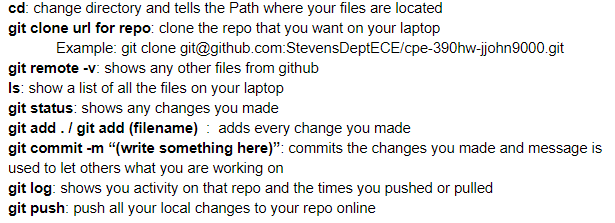 cd: change directory and tells the Path where your files are located
git clone url for repo: clone the repo that you want on your laptop
Example: git clone git@github.com:StevensDeptECE/cpe-390hw-jjohn9000.git
git remote -v: shows any other files from github
ls: show a list of all the files on your laptop
git status: shows any changes you made
git add . / git add (filename)  :  adds every change you made
git commit -m “(write something here)”: commits the changes you made and message is
used to let others what you are working on
git log: shows you activity on that repo and the times you pushed or pulled
git push: push all your local changes to your repo online